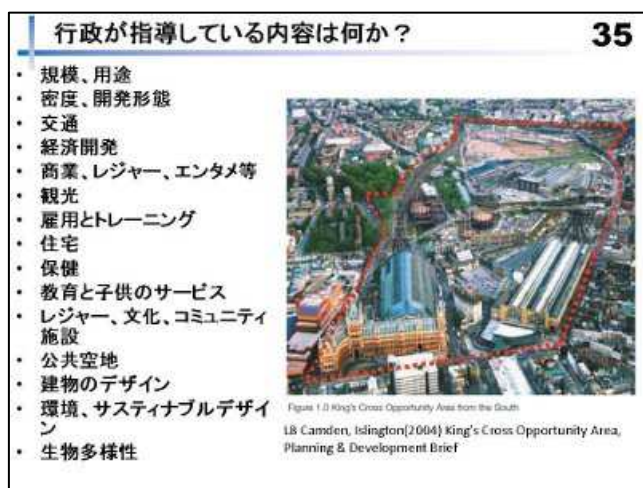 行政が指導している内容は何か？
35
• 規模、用途
• 密度、開発形態
• 交通
• 経済開発
• 商業、レジャー、エンタメ等
• 観光
• 雇用とトレーニング
• 住宅
• 保健
• 教育と子供のサービス
• レジャー、文化、コミュニティ
施設
• 公共空地
• 建物のデザイン
• 環境、サスティナブルデザイ
ン
• 生物多様性
Figure 1.0 King's Cross Opportunity Area from the South
LB Camden, Islington(2004) King's Cross Opportunity Area,
Planning & Development Brief